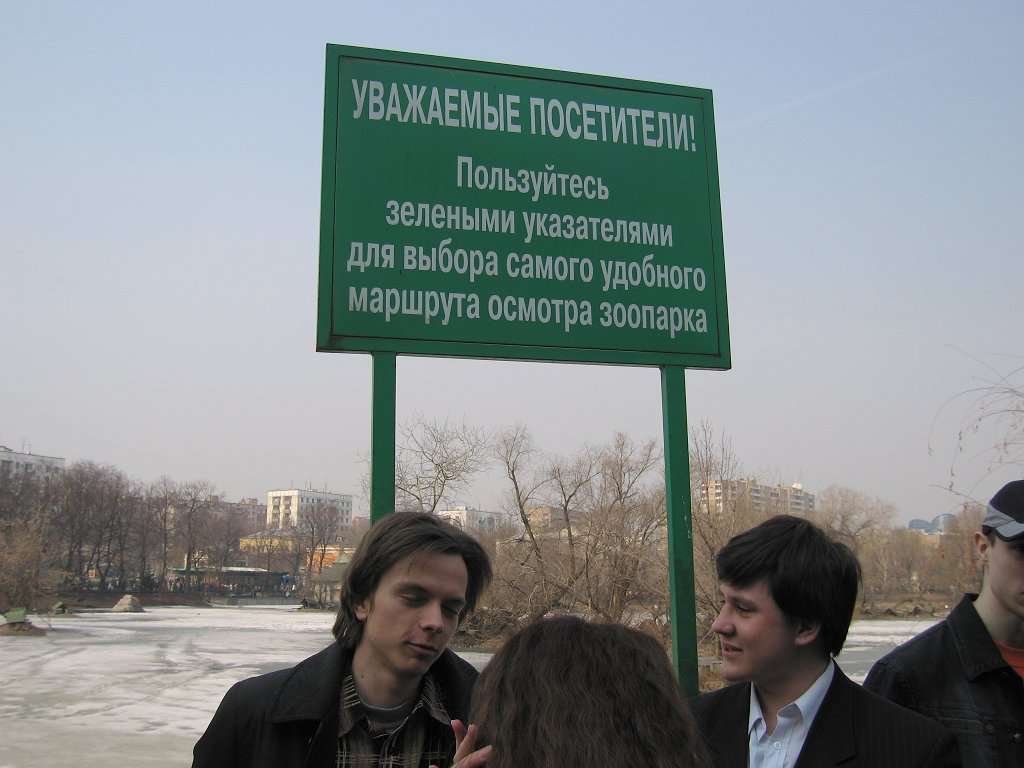 УВАЖАЕМЫЕ ПОСЕТИТЕЛИ!
Пользуйтесь
зелеными указателями
для выбора самого удобного
маршрута осмотра зоопарка